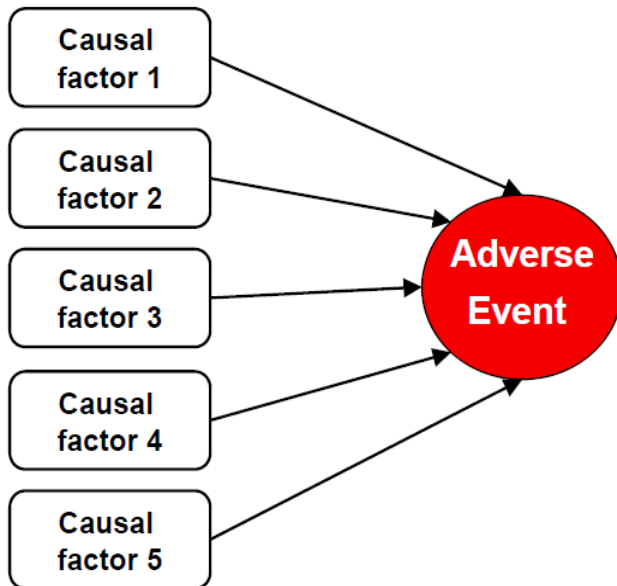 Causal
factor 1
Causal
factor 2
Causal
factor 3
Causal
factor 4
Causal
factor 5
Adverse
Event